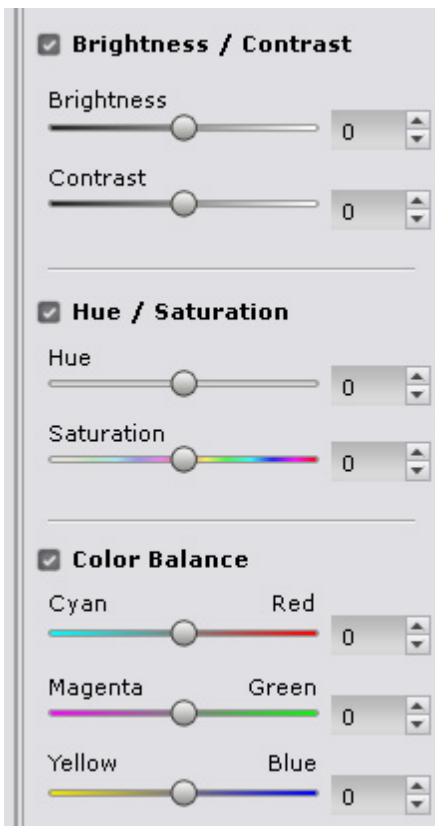 Brightness / Contrast
Brightness
0
Contrast
0
Hue / Saturation
Hue
0
Saturation
0
Color Balance
Cyan Red
0
Magenta Green
0
Yellow Blue
0